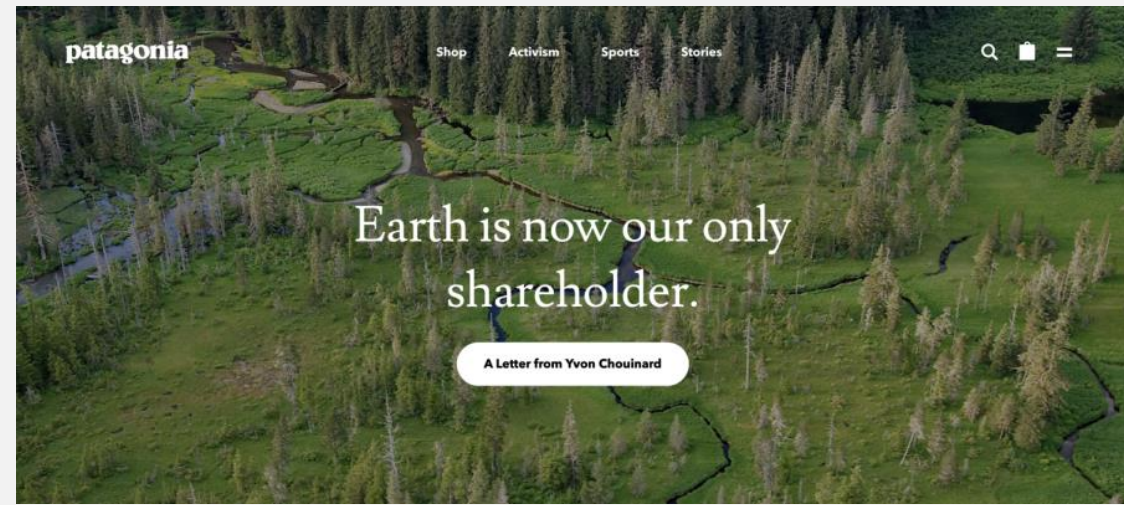 patagonia
Shop Activism Sports Stories
Earth is now our only
shareholder.
A Letter from Yvon Chouinard